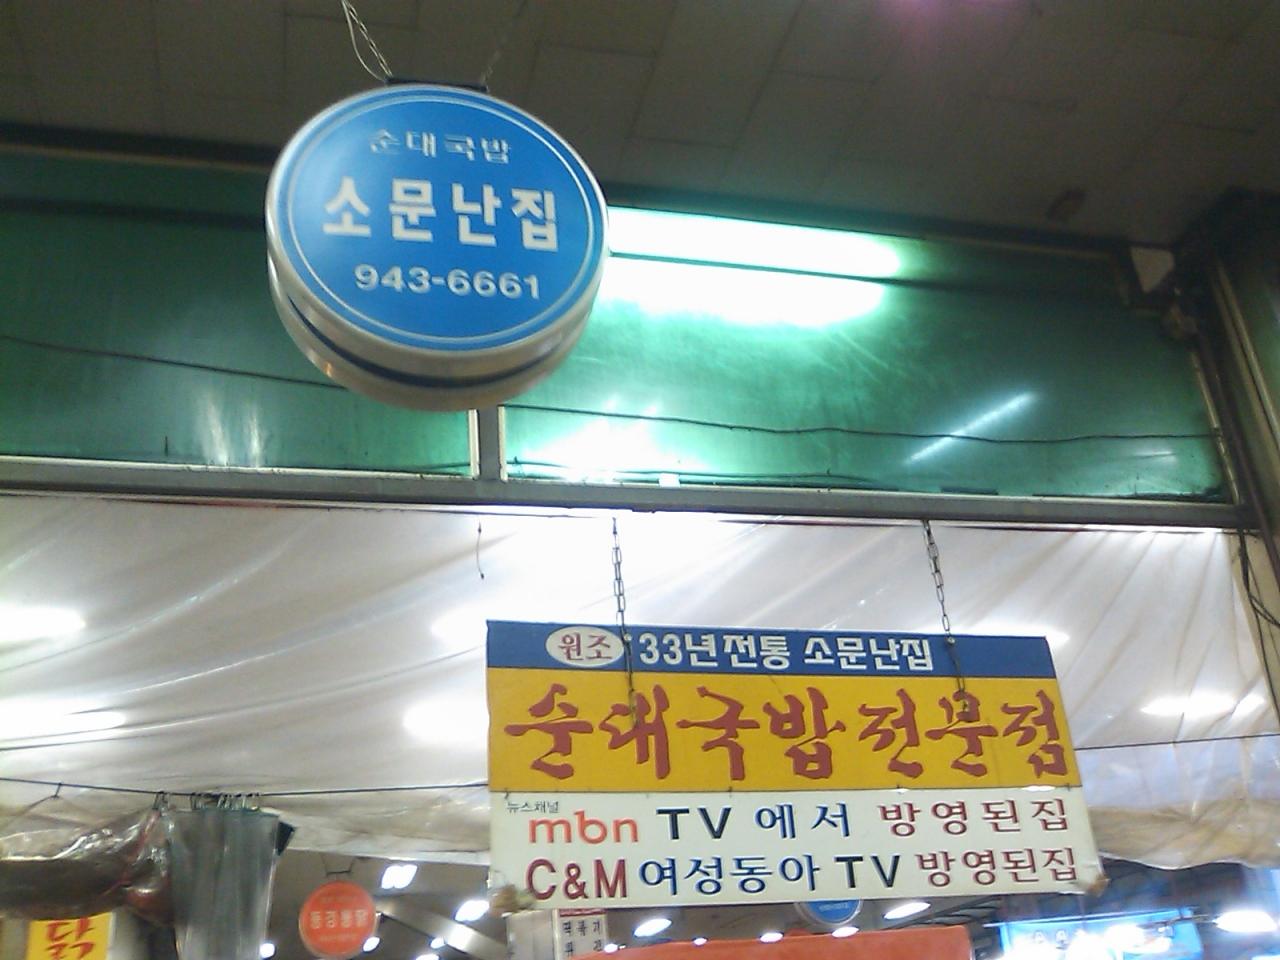 순대국밥
소문난집
943-6661
원조 33년전통 소문난집
순대국밥전문점
뉴스채널
mbn TV 에서 방영된집
C&M 여성동아 TV 방영된집
닭